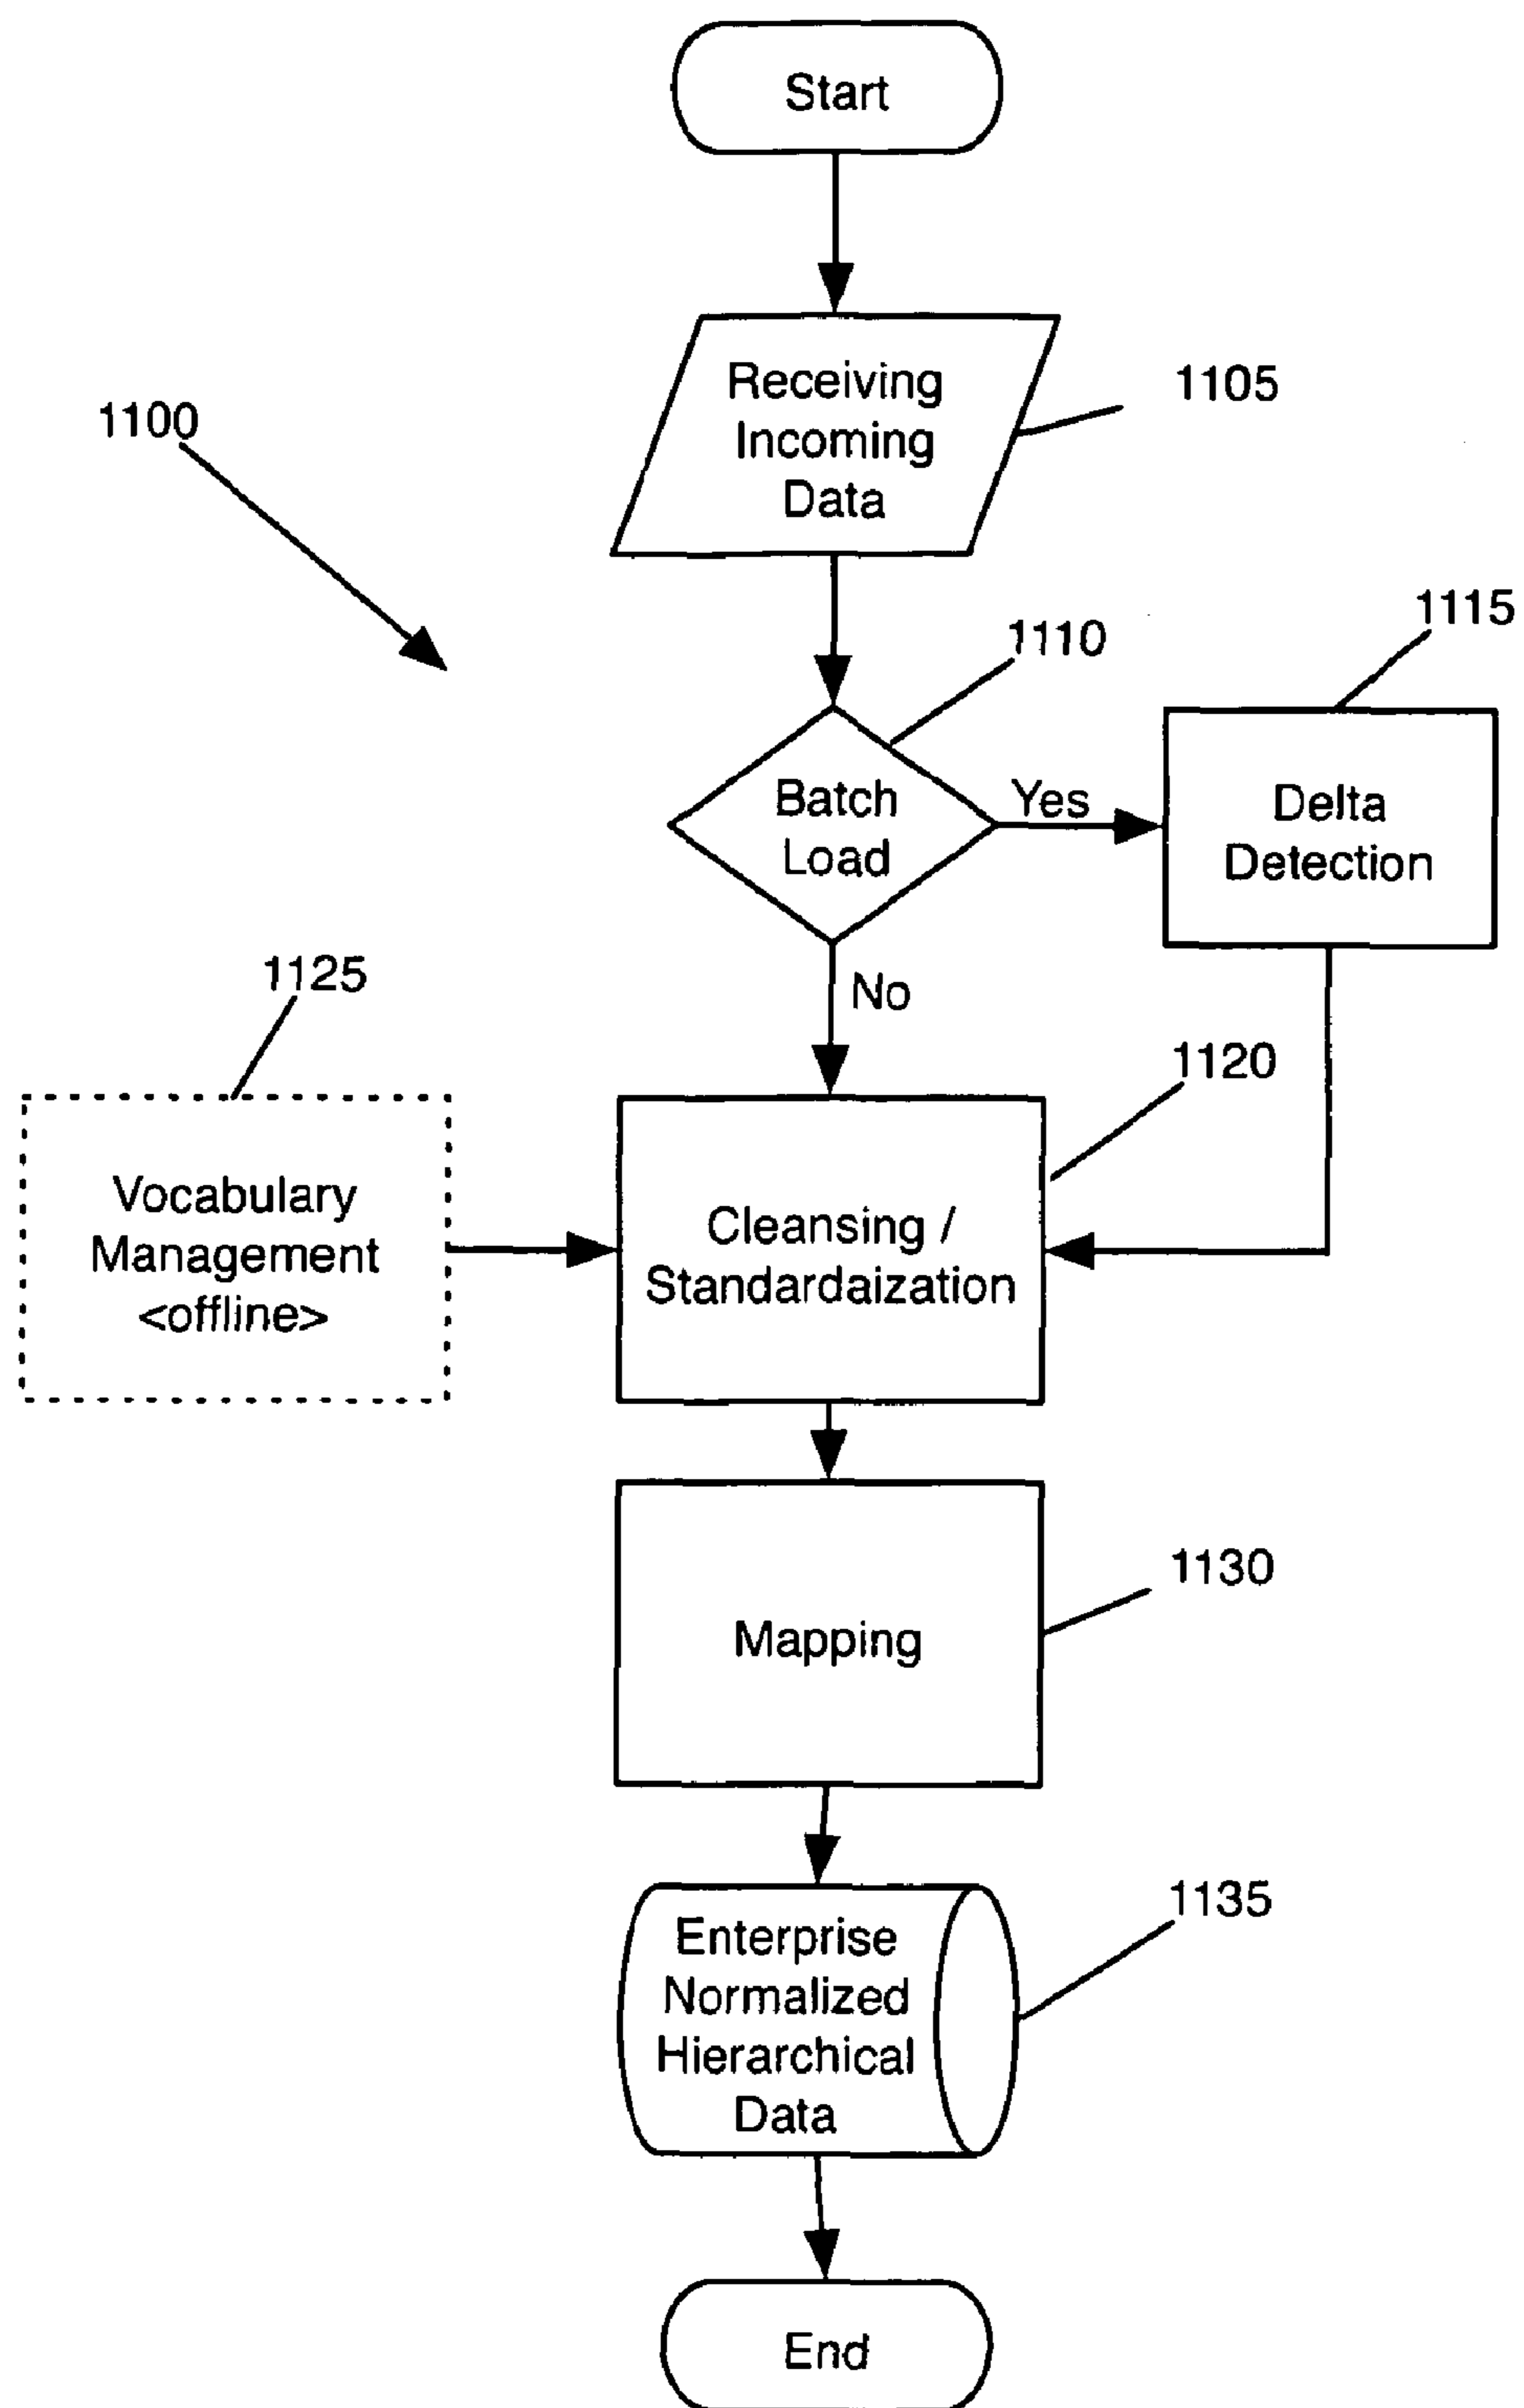 Start
Receiving
Incoming
Data
1105
1100
1110
1115
Batch
Load
Yes
Delta
Detection
No
1125
1120
Vocabulary
Management
<offline>
Cleansing /
Standardaization
1130
Mapping
1135
Enterprise
Normalized
Hierarchical
Data
End